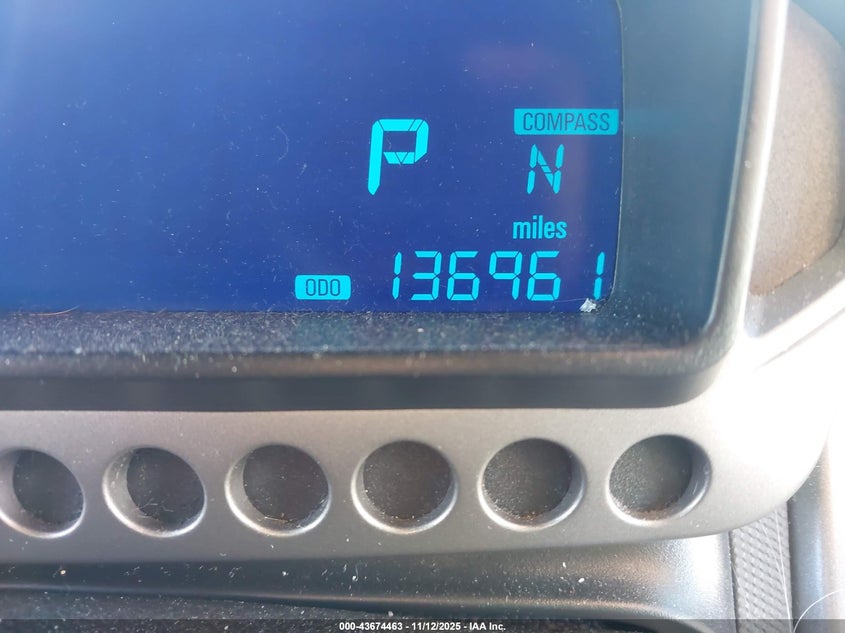 COMPASS
P N
miles
ODO 136961
000-43674463 - 11/12/2025 - IAA Inc.